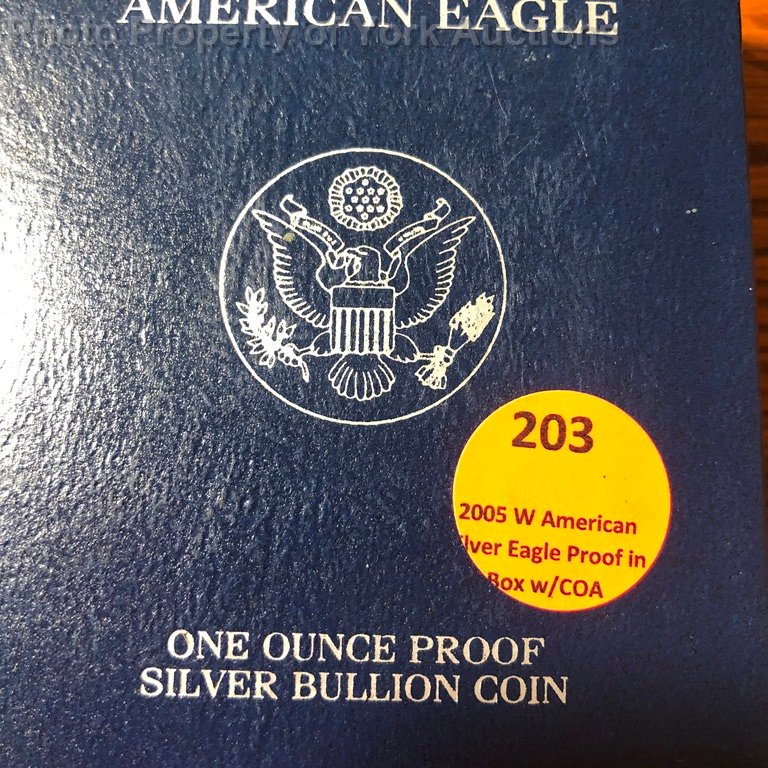 AMERICAN EAGLE
Photo Property of York Auctions
203
2005 W American
lver Eagle Proof in
Box w/COA
ONE OUNCE PROOF
SILVER BULLION COIN